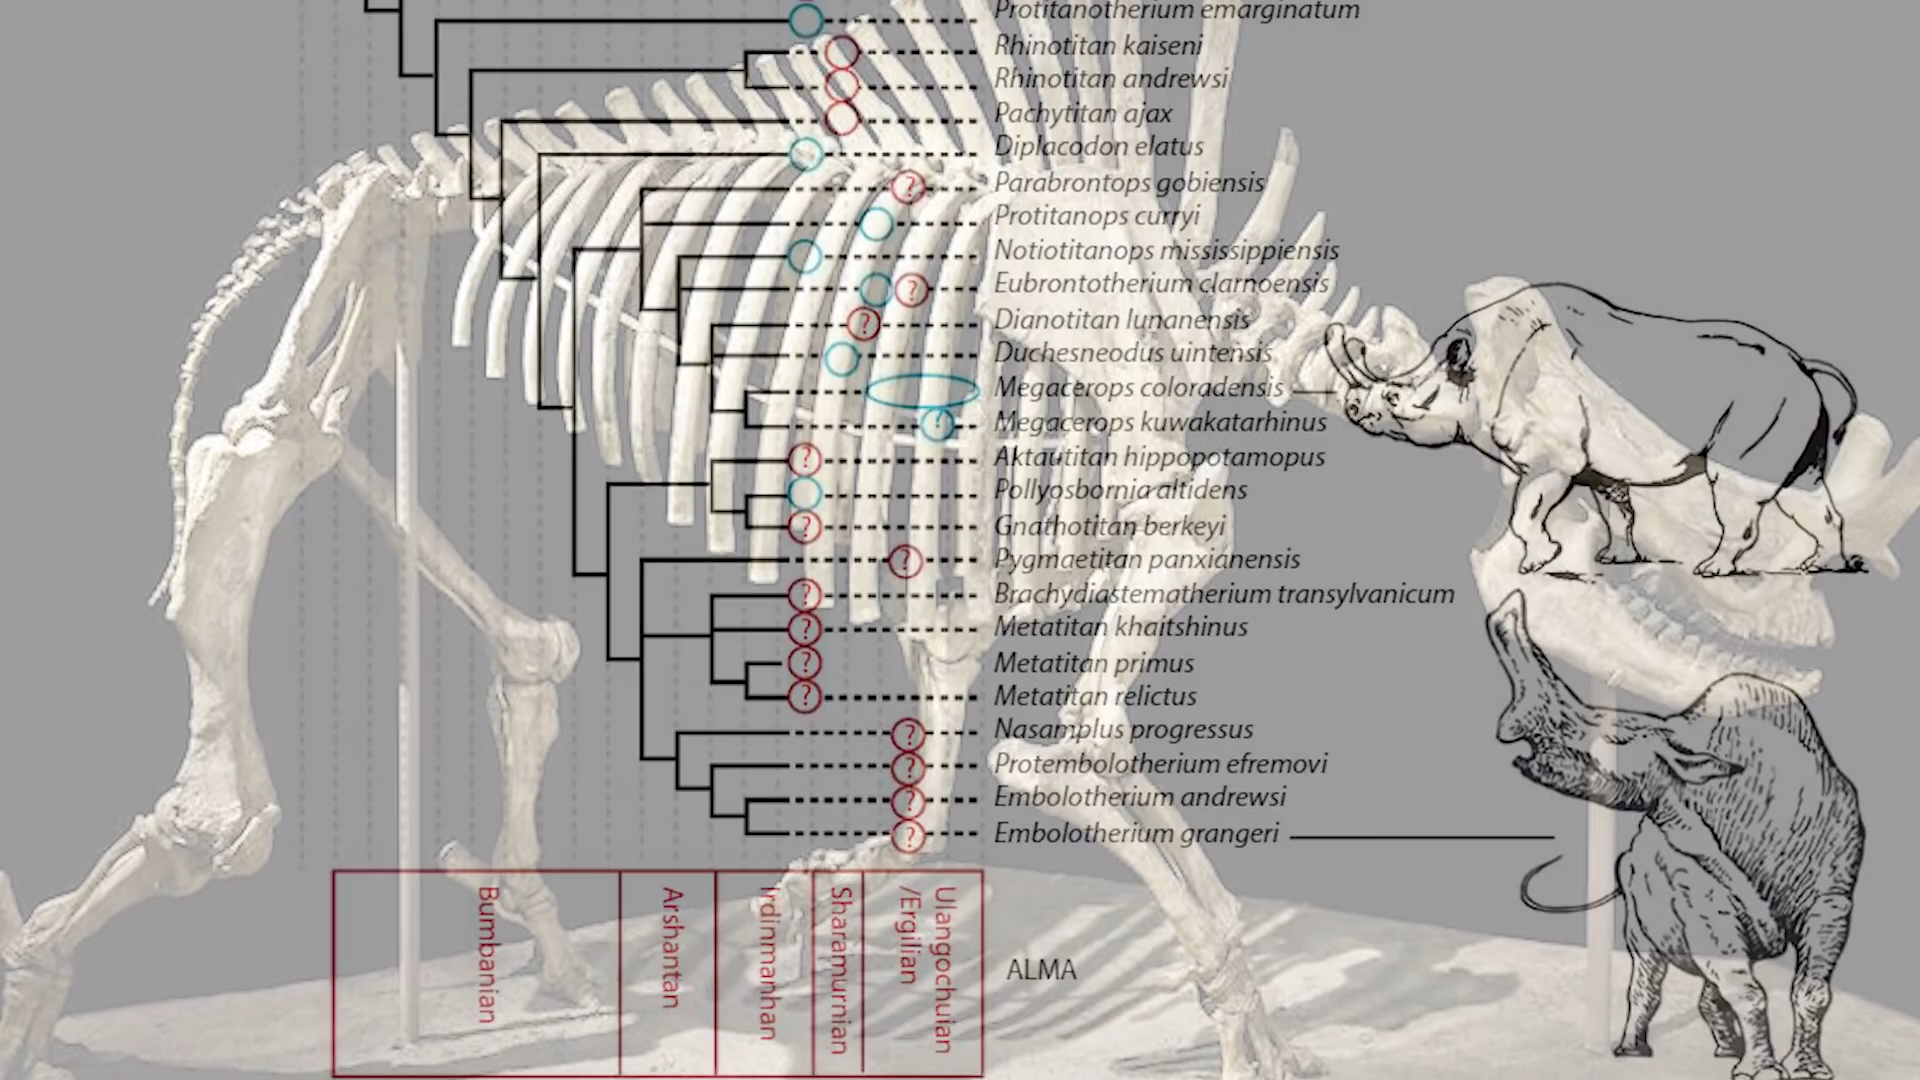 Protitanotherium emarginatum
Rhinotitan kaiseni
Rhinotitan andrewsi
Pachytitan ajax
Diplacodon elatus
? Parabrontops gobiensis
Protitanops curryi
Notiotitanops mississippiensis
? Eubrontotherium clarnoensis
? Dianotitan lunanensis
Duchesneodus uintensis
Megacerops coloradensis
? Megacerops kuwakatarhinus
? Aktautitan hippopotamopus
Pollyosbornia altidens
? Gnathotitan berkeyi
? Pygmaetitan panxianensis
? Brachydiastematherium transylvanicum
? Metatitan khaitshinus
? Metatitan primus
? Metatitan relictus
? Nasamplus progressus
? Protembolotherium efremovi
? Embolotherium andrewsi
? Embolotherium grangeri
Bumbanian
Arshantan
Irdinmanhan
Sharamurunian
Ulangochuian
/Ergilian
ALMA